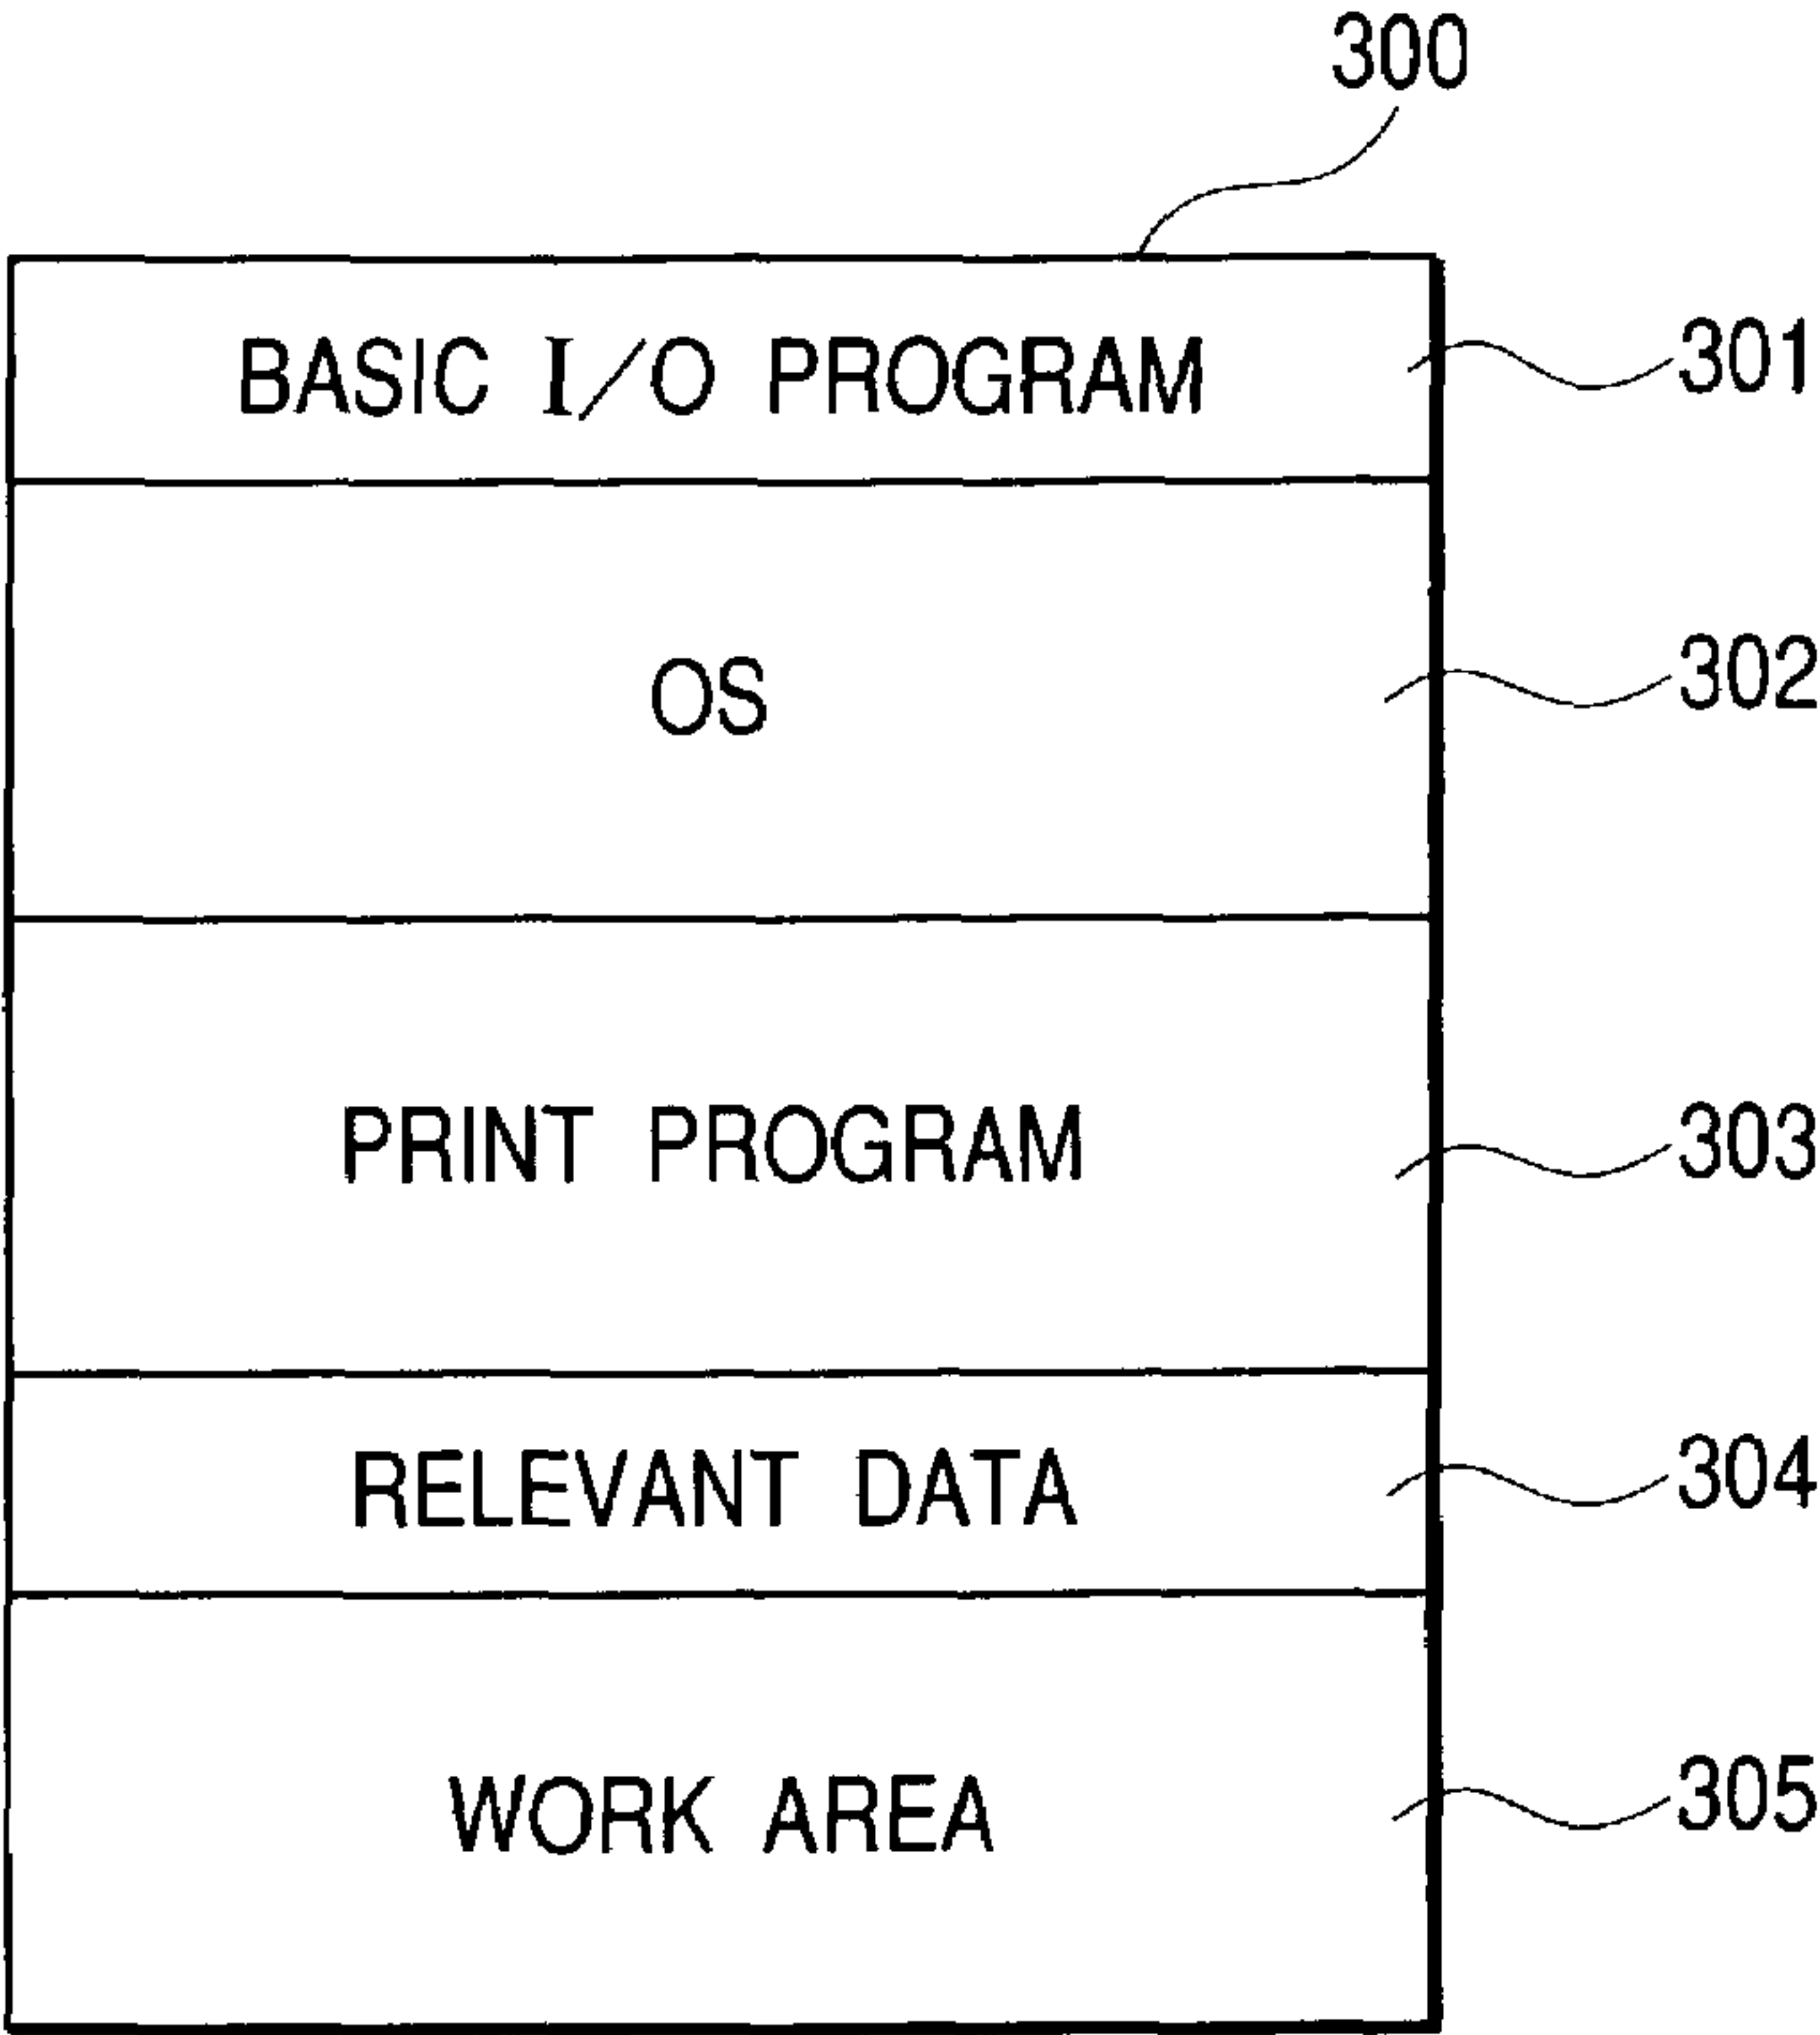 300
BASIC I/O PROGRAM 301
OS 302
PRINT PROGRAM 303
RELEVANT DATA 304
WORK AREA 305